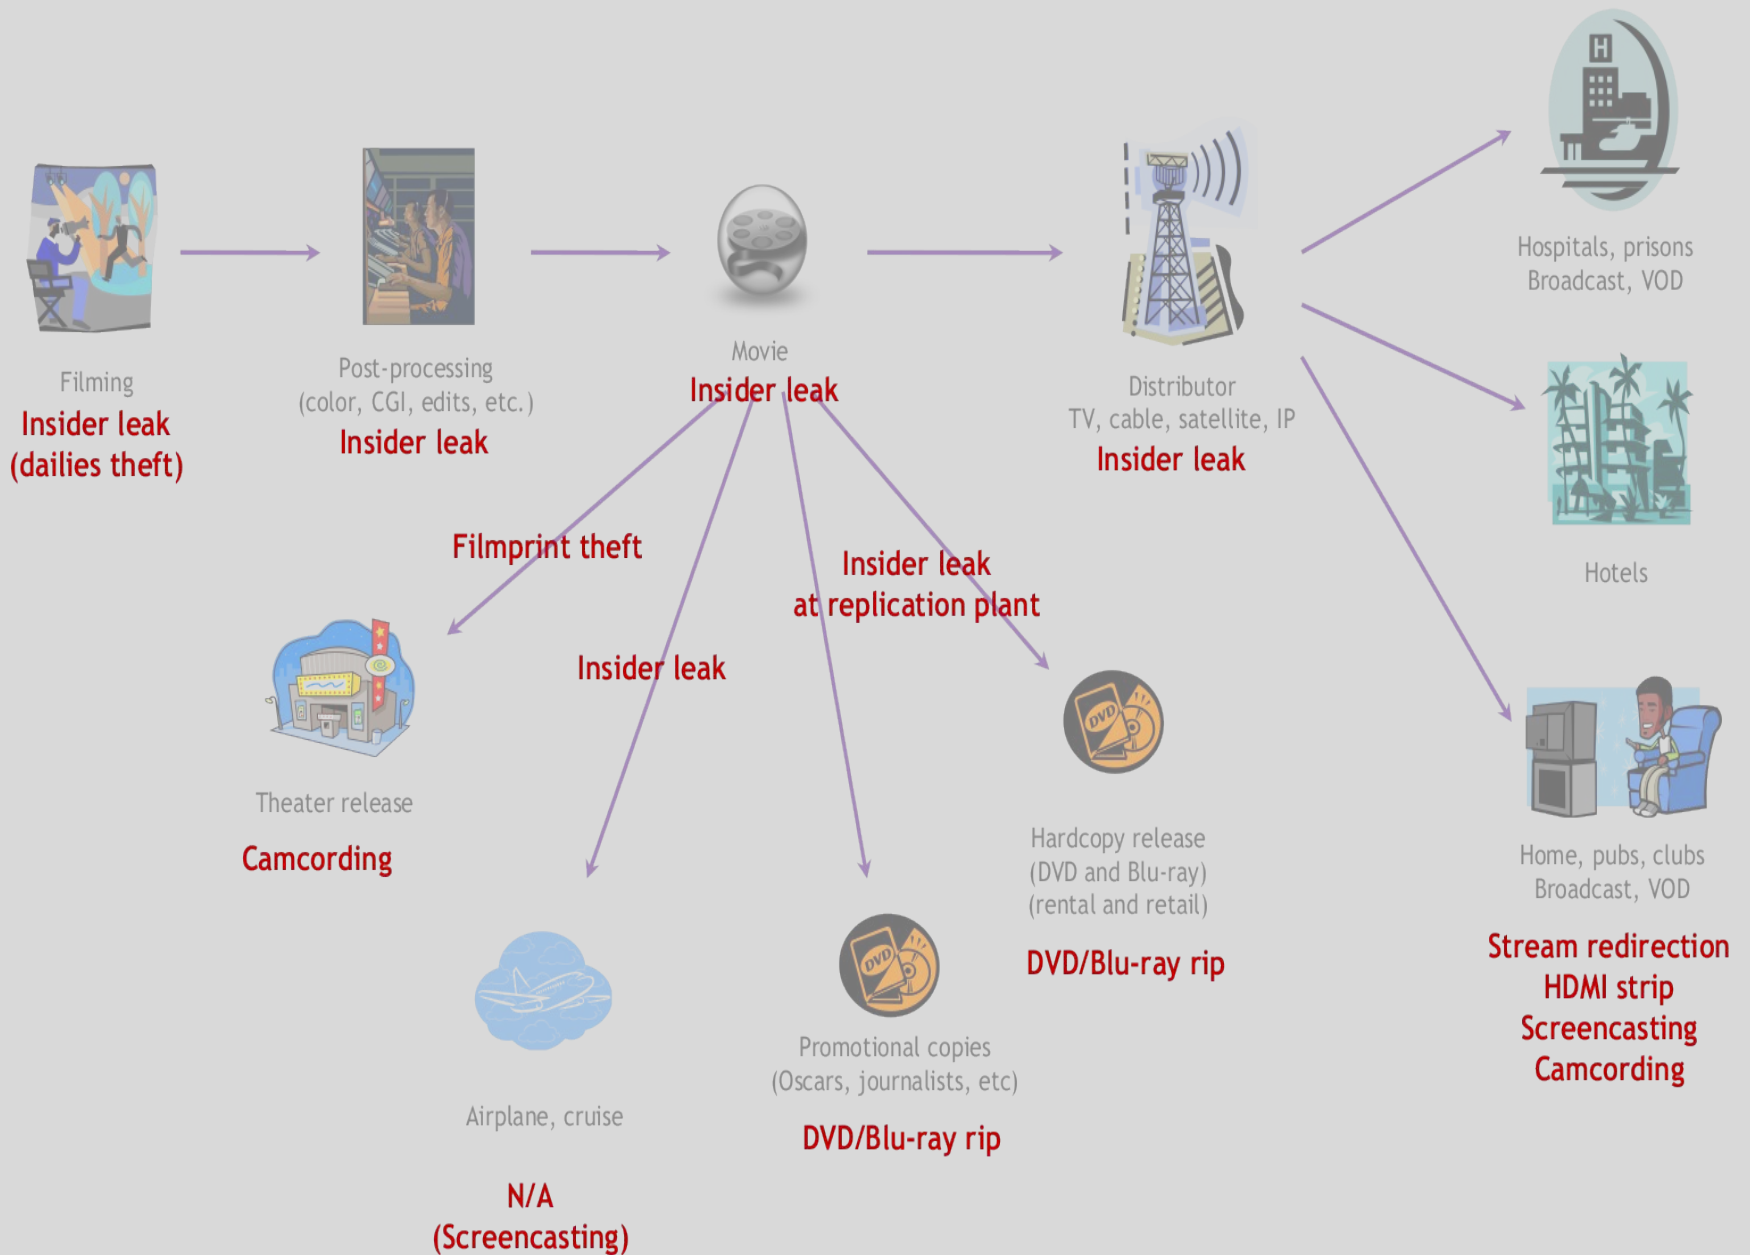 H
Hospitals, prisons
Broadcast, VOD
Filming
Insider leak
(dailies theft)
Post-processing
(color, CGI, edits, etc.)
Insider leak
Movie
Insider leak
Distributor
TV, cable, satellite, IP
Insider leak
Hotels
Filmprint theft
Insider leak
at replication plant
Insider leak
Theater release
Camcording
DVD
Hardcopy release
(DVD and Blu-ray)
(rental and retail)
DVD/Blu-ray rip
Home, pubs, clubs
Broadcast, VOD
Stream redirection
HDMI strip
Screencasting
Camcording
Airplane, cruise
N/A
(Screencasting)
DVD
Promotional copies
(Oscars, journalists, etc)
DVD/Blu-ray rip